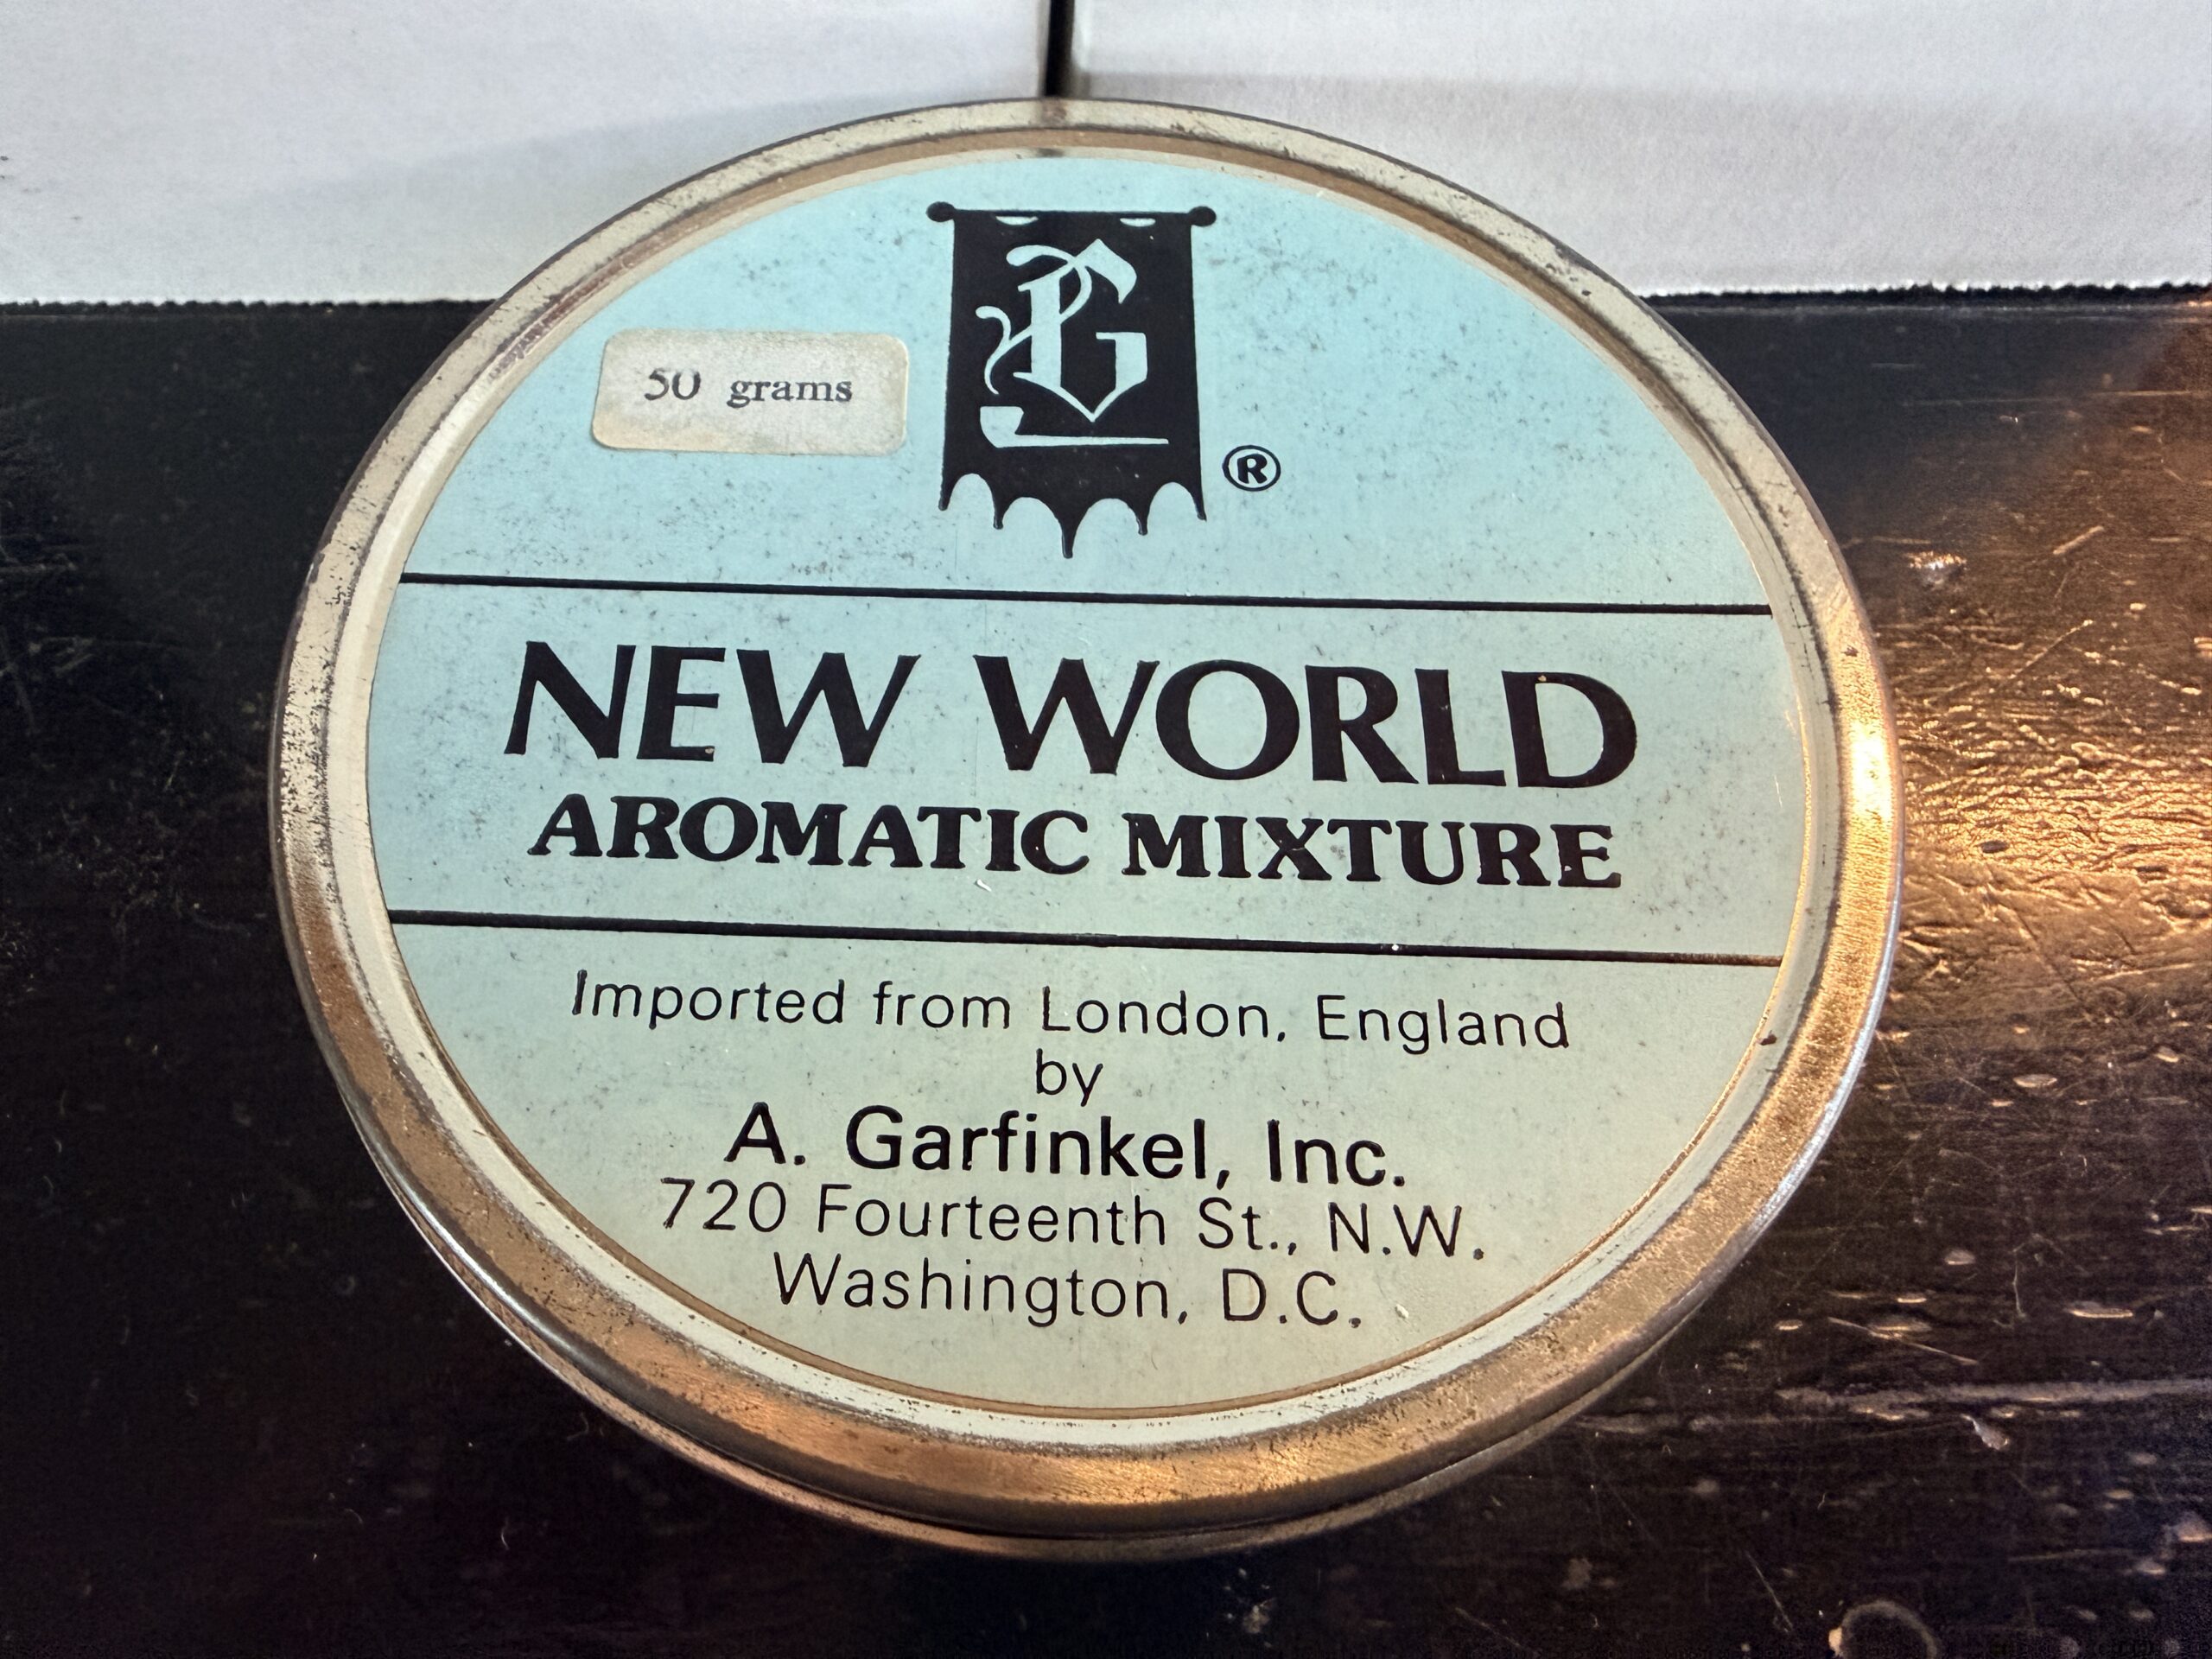 G
50 grams
®
NEW WORLD
AROMATIC MIXTURE
Imported from London, England
by
A. Garfinkel, Inc.
720 Fourteenth St., N.W.
Washington, D.C.